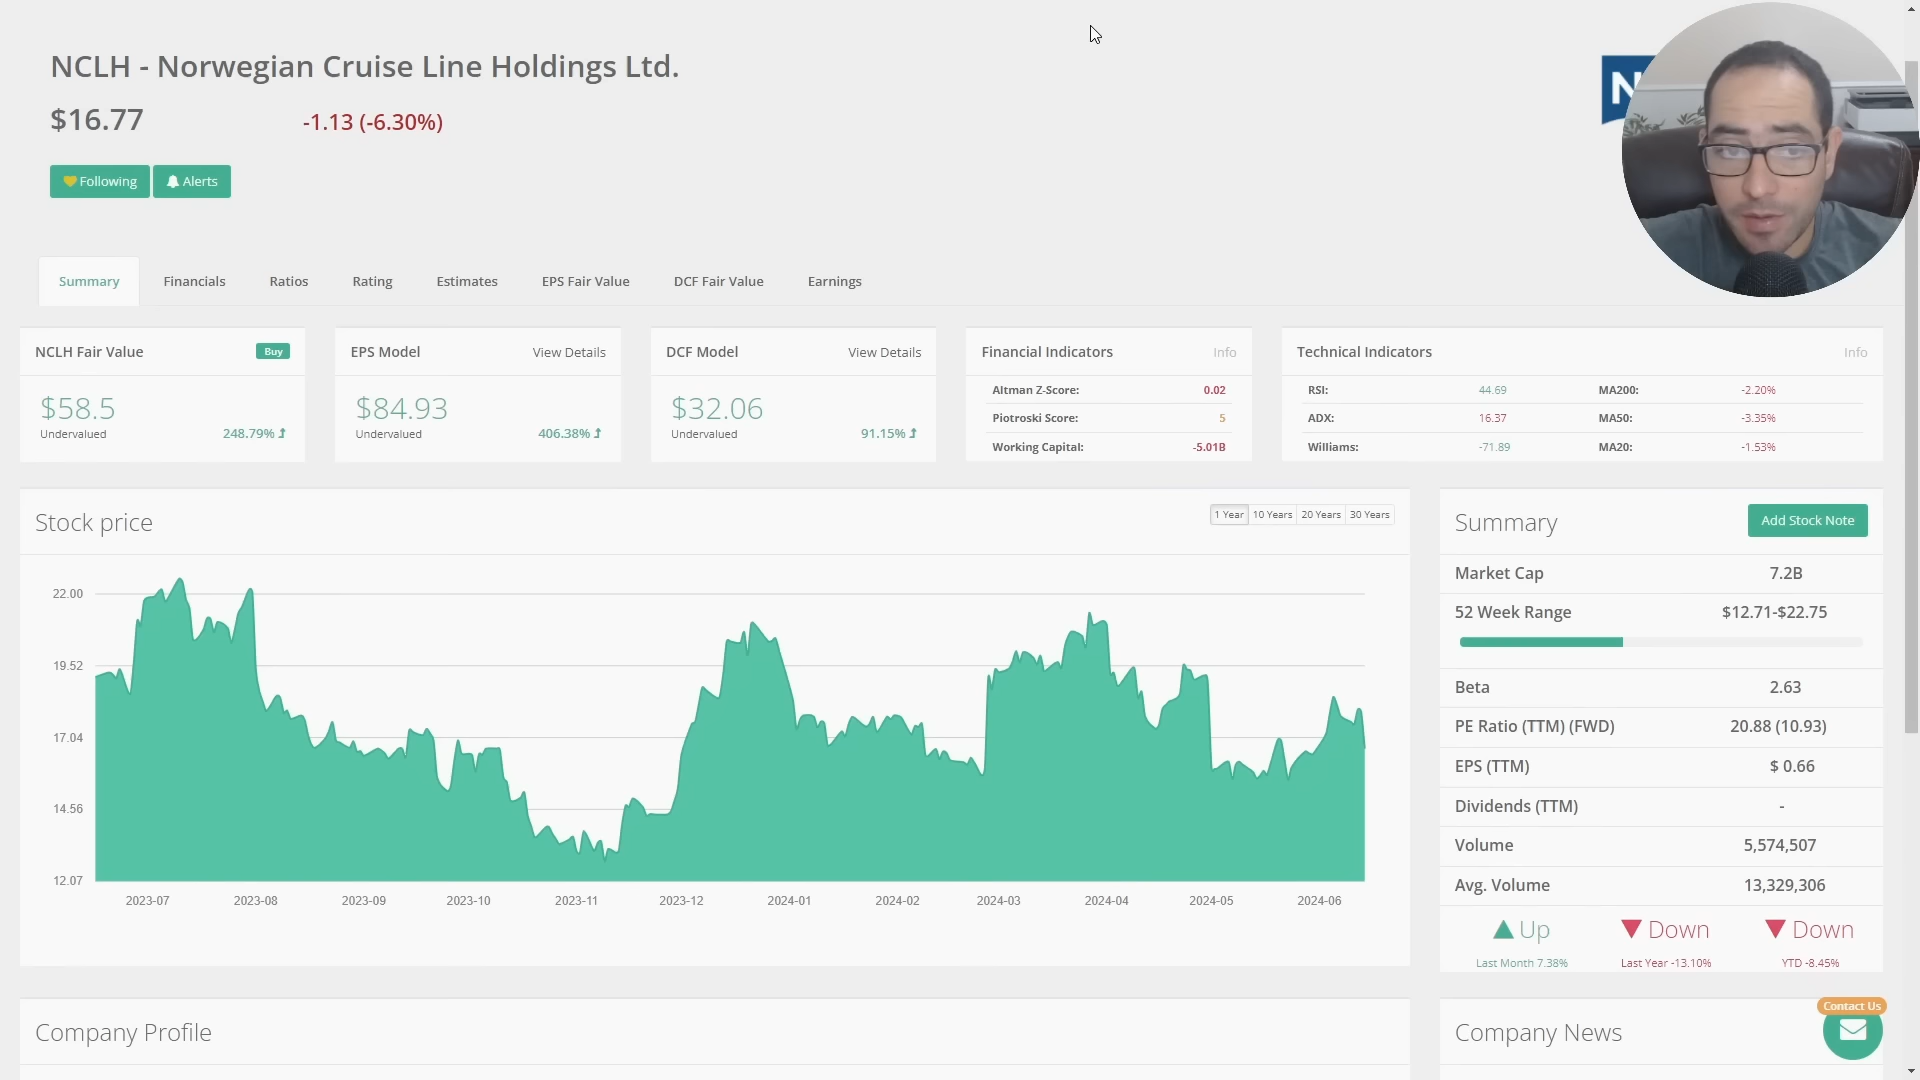 NCLH - Norwegian Cruise Line Holdings Ltd.
$16.77 -1.13 (-6.30%)
N
Following Alerts
Summary Financials Ratios Rating Estimates EPS Fair Value DCF Fair Value Earnings
NCLH Fair Value Buy
$58.5
Undervalued 248.79%
EPS Model View Details
$84.93
Undervalued 406.38%
DCF Model View Details
$32.06
Undervalued 91.15%
Financial Indicators Info
Altman Z-Score: 0.02
Piotroski Score: 5
Working Capital: -5.01B
Technical Indicators Info
RSI: 44.69 MA200: -2.20%
ADX: 16.37 MA50: -3.35%
Williams: -71.89 MA20: -1.53%
Stock price
1 Year 10 Years 20 Years 30 Years
22.00
19.52
17.04
14.56
12.07
2023-07 2023-08 2023-09 2023-10 2023-11 2023-12 2024-01 2024-02 2024-03 2024-04 2024-05 2024-06
Summary Add Stock Note
Market Cap 7.2B
52 Week Range $12.71-$22.75
Beta 2.63
PE Ratio (TTM) (FWD) 20.88 (10.93)
EPS (TTM) $ 0.66
Dividends (TTM) -
Volume 5,574,507
Avg. Volume 13,329,306
Up Down Down
Last Month 7.38% Last Year -13.10% YTD -8.45%
Company Profile
Company News
Contact Us